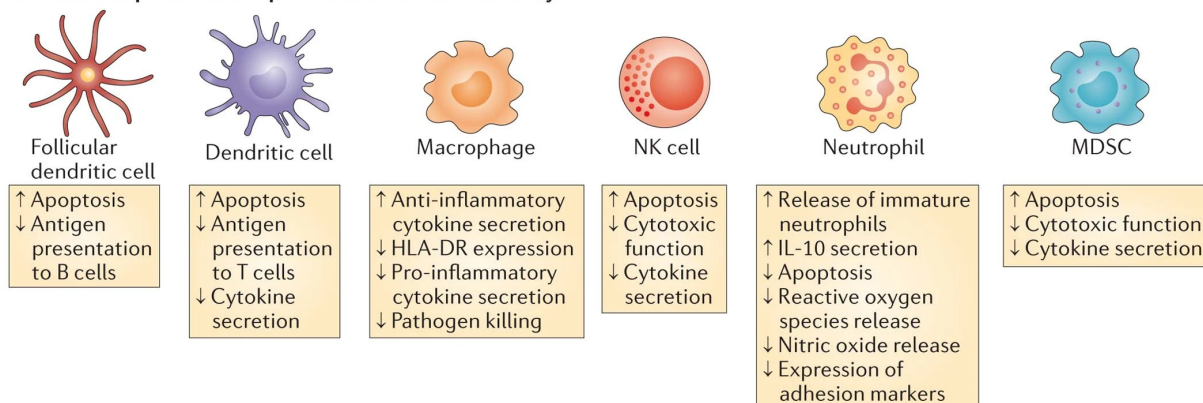 Follicular
dendritic cell
↑ Apoptosis
↓ Antigen
presentation
to B cells
Dendritic cell
↑ Apoptosis
↓ Antigen
presentation
to T cells
↓ Cytokine
secretion
Macrophage
↑ Anti-inflammatory
cytokine secretion
↓ HLA-DR expression
↓ Pro-inflammatory
cytokine secretion
↓ Pathogen killing
NK cell
↑ Apoptosis
↓ Cytotoxic
function
↓ Cytokine
secretion
Neutrophil
↑ Release of immature
neutrophils
↑ IL-10 secretion
↓ Apoptosis
↓ Reactive oxygen
species release
↓ Nitric oxide release
↓ Expression of
adhesion markers
MDSC
↑ Apoptosis
↓ Cytotoxic function
↓ Cytokine secretion